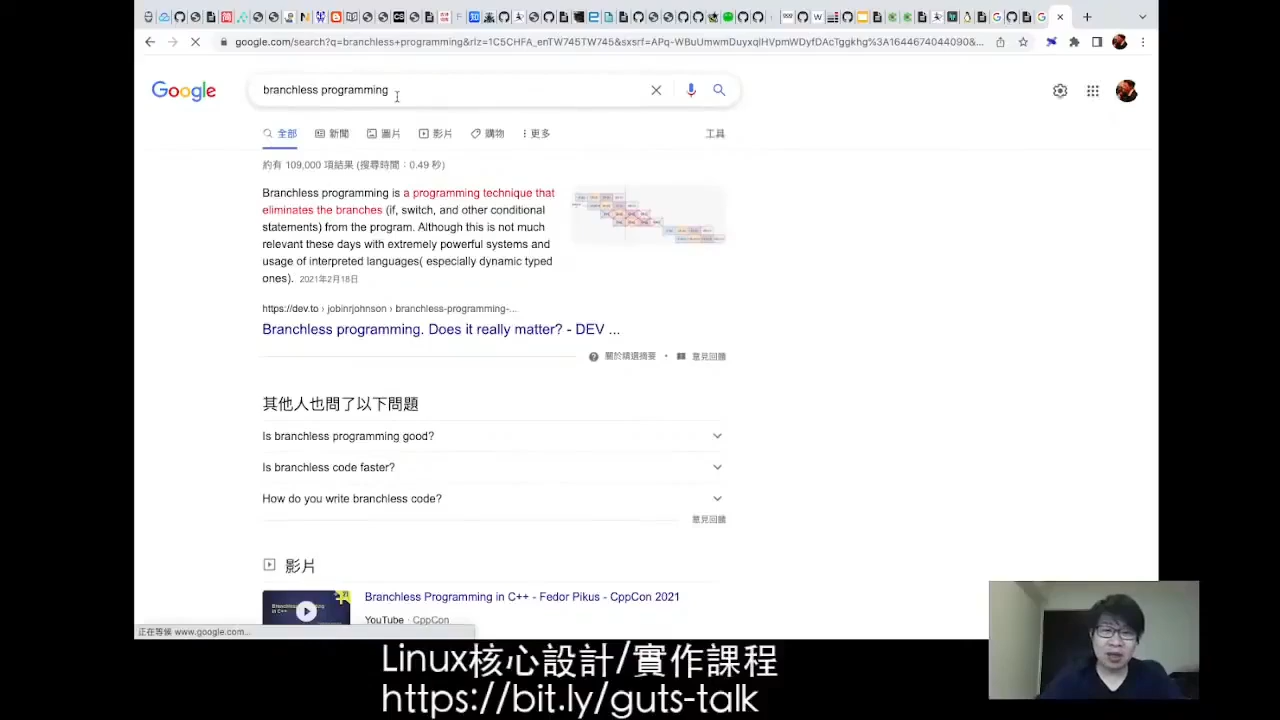 google.com/search?q=branchless+programming&rlz=1C5CHFA_enTW745TW745&sxsrf=APq-WBuUmwmDuyxqlHVpmWDyfDAcTggkhg%3A1644674044090&...
Google
branchless programming
全部 新聞 圖片 影片 購物 更多 工具
約有 109,000 項結果 (搜尋時間：0.49 秒)
Branchless programming is a programming technique that
eliminates the branches (if, switch, and other conditional
statements) from the program. Although this is not much
relevant these days with extremely powerful systems and
usage of interpreted languages( especially dynamic typed
ones). 2021年2月18日
https://dev.to › jobinrjohnson › branchless-programming-...
Branchless programming. Does it really matter? - DEV ...
關於精選摘要 • 意見回饋
其他人也問了以下問題
Is branchless programming good?
Is branchless code faster?
How do you write branchless code?
意見回饋
影片
Branchless Programming in C++ - Fedor Pikus - CppCon 2021
YouTube · CppCon
正在等候 www.google.com...
Linux核心設計/實作課程
https://bit.ly/guts-talk